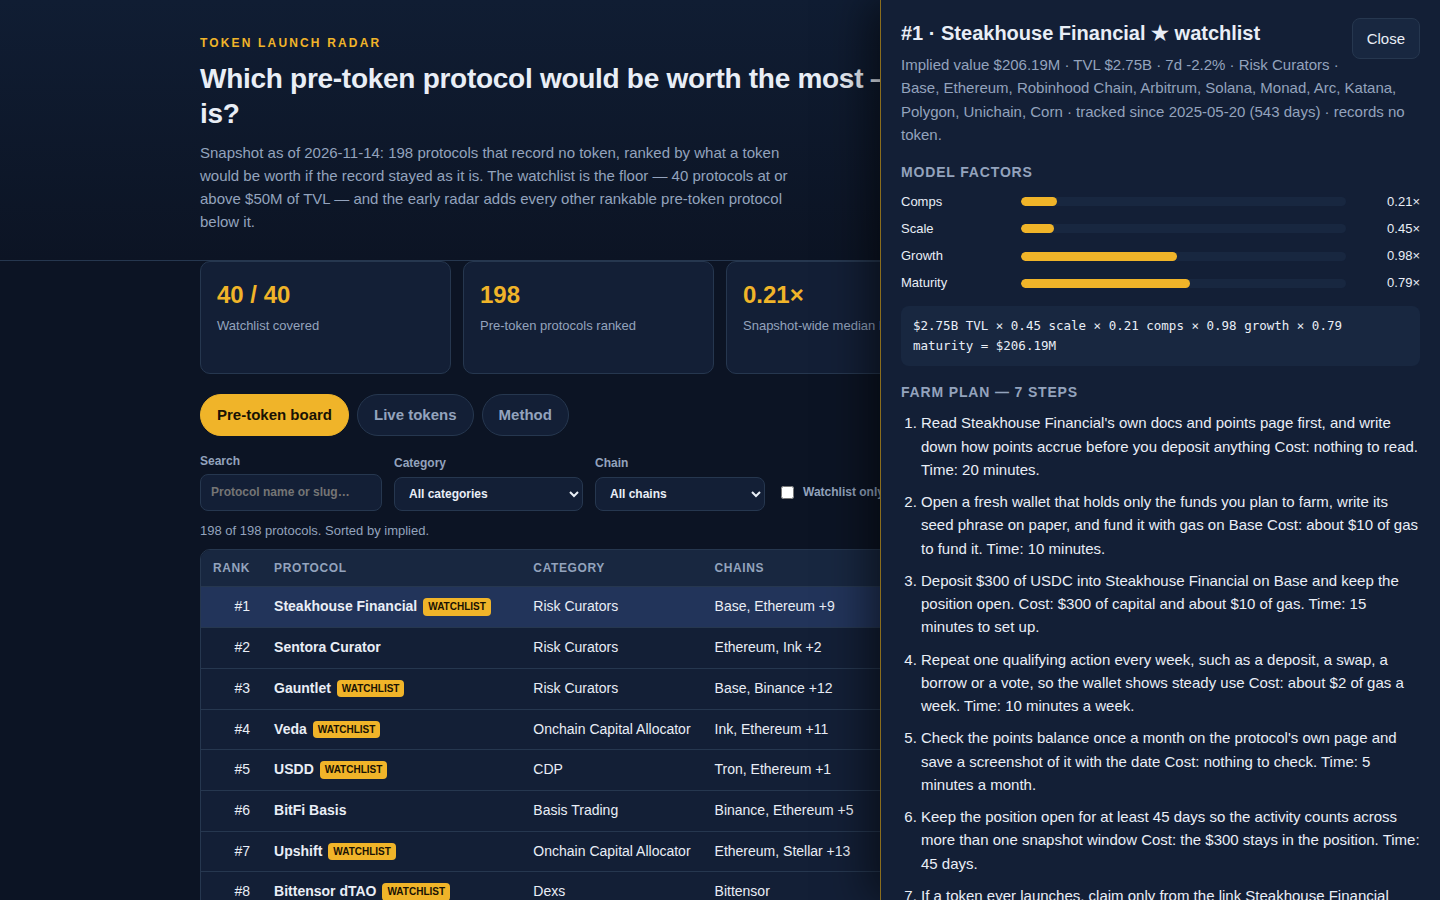 TOKEN LAUNCH RADAR
Which pre-token protocol would be worth the most –
is?
Snapshot as of 2026-11-14: 198 protocols that record no token, ranked by what a token
would be worth if the record stayed as it is. The watchlist is the floor — 40 protocols at or
above $50M of TVL — and the early radar adds every other rankable pre-token protocol
below it.
40 / 40
Watchlist covered
198
Pre-token protocols ranked
0.21×
Snapshot-wide median
Pre-token board
Live tokens
Method
Search
Protocol name or slug…
Category
All categories
Chain
All chains
Watchlist only
198 of 198 protocols. Sorted by implied.
RANK PROTOCOL CATEGORY CHAINS
#1 Steakhouse Financial WATCHLIST Risk Curators Base, Ethereum +9
#2 Sentora Curator Risk Curators Ethereum, Ink +2
#3 Gauntlet WATCHLIST Risk Curators Base, Binance +12
#4 Veda WATCHLIST Onchain Capital Allocator Ink, Ethereum +11
#5 USDD WATCHLIST CDP Tron, Ethereum +1
#6 BitFi Basis Basis Trading Binance, Ethereum +5
#7 Upshift WATCHLIST Onchain Capital Allocator Ethereum, Stellar +13
#8 Bittensor dTAO WATCHLIST Dexs Bittensor
#1 · Steakhouse Financial ★ watchlist
Close
Implied value $206.19M · TVL $2.75B · 7d -2.2% · Risk Curators ·
Base, Ethereum, Robinhood Chain, Arbitrum, Solana, Monad, Arc, Katana,
Polygon, Unichain, Corn · tracked since 2025-05-20 (543 days) · records no
token.
MODEL FACTORS
Comps 0.21×
Scale 0.45×
Growth 0.98×
Maturity 0.79×
$2.75B TVL × 0.45 scale × 0.21 comps × 0.98 growth × 0.79
maturity = $206.19M
FARM PLAN — 7 STEPS
1. Read Steakhouse Financial's own docs and points page first, and write
down how points accrue before you deposit anything Cost: nothing to read.
Time: 20 minutes.
2. Open a fresh wallet that holds only the funds you plan to farm, write its
seed phrase on paper, and fund it with gas on Base Cost: about $10 of gas
to fund it. Time: 10 minutes.
3. Deposit $300 of USDC into Steakhouse Financial on Base and keep the
position open. Cost: $300 of capital and about $10 of gas. Time: 15
minutes to set up.
4. Repeat one qualifying action every week, such as a deposit, a swap, a
borrow or a vote, so the wallet shows steady use Cost: about $2 of gas a
week. Time: 10 minutes a week.
5. Check the points balance once a month on the protocol's own page and
save a screenshot of it with the date Cost: nothing to check. Time: 5
minutes a month.
6. Keep the position open for at least 45 days so the activity counts across
more than one snapshot window Cost: the $300 stays in the position. Time:
45 days.
7. If a token ever launches, claim only from the link Steakhouse Financial